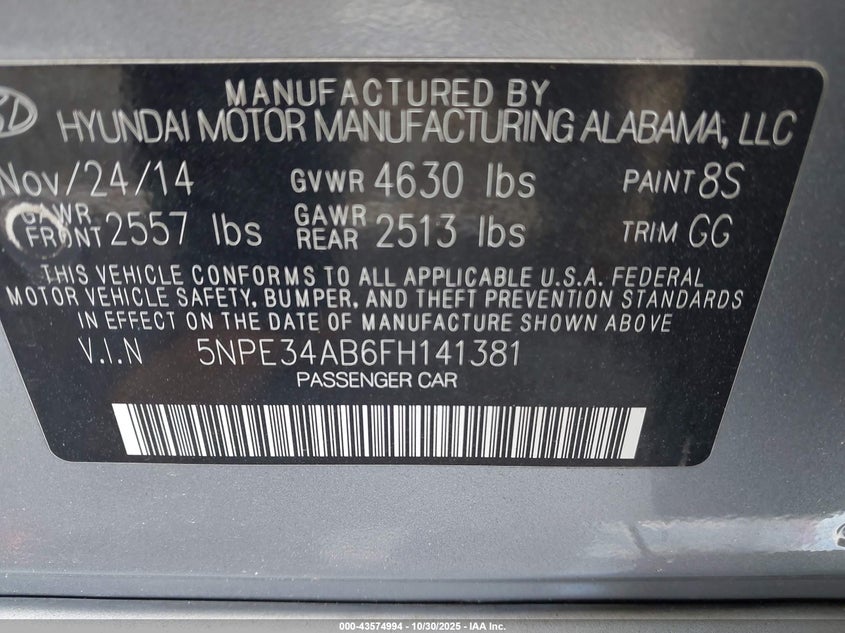 MANUFACTURED BY
HYUNDAI MOTOR MANUFACTURING ALABAMA, LLC
Nov/24/14 GVWR 4630 lbs PAINT 8S
GAWR FRONT 2557 lbs GAWR REAR 2513 lbs TRIM GG
THIS VEHICLE CONFORMS TO ALL APPLICABLE U.S.A. FEDERAL
MOTOR VEHICLE SAFETY, BUMPER, AND THEFT PREVENTION STANDARDS
IN EFFECT ON THE DATE OF MANUFACTURE SHOWN ABOVE
V.I.N 5NPE34AB6FH141381
PASSENGER CAR
000-43574994 - 10/30/2025 - IAA Inc.